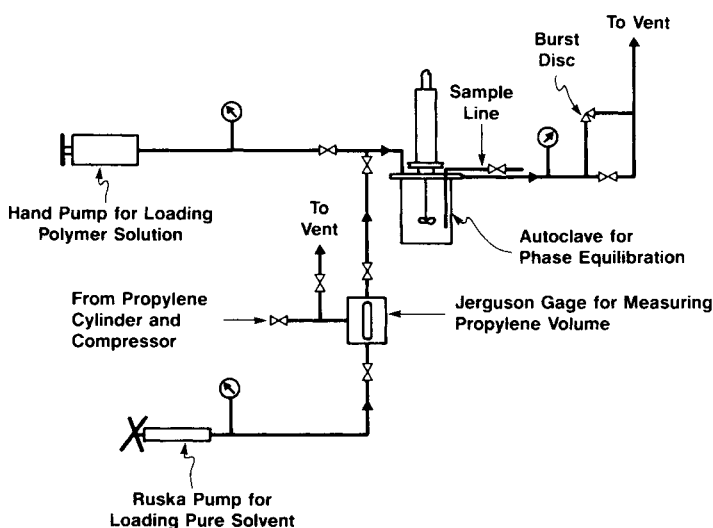 To Vent
Burst
Disc
Sample
Line
Hand Pump for Loading
Polymer Solution
To
Vent
Autoclave for
Phase Equilibration
From Propylene
Cylinder and
Compressor
Jerguson Gage for Measuring
Propylene Volume
Ruska Pump for
Loading Pure Solvent